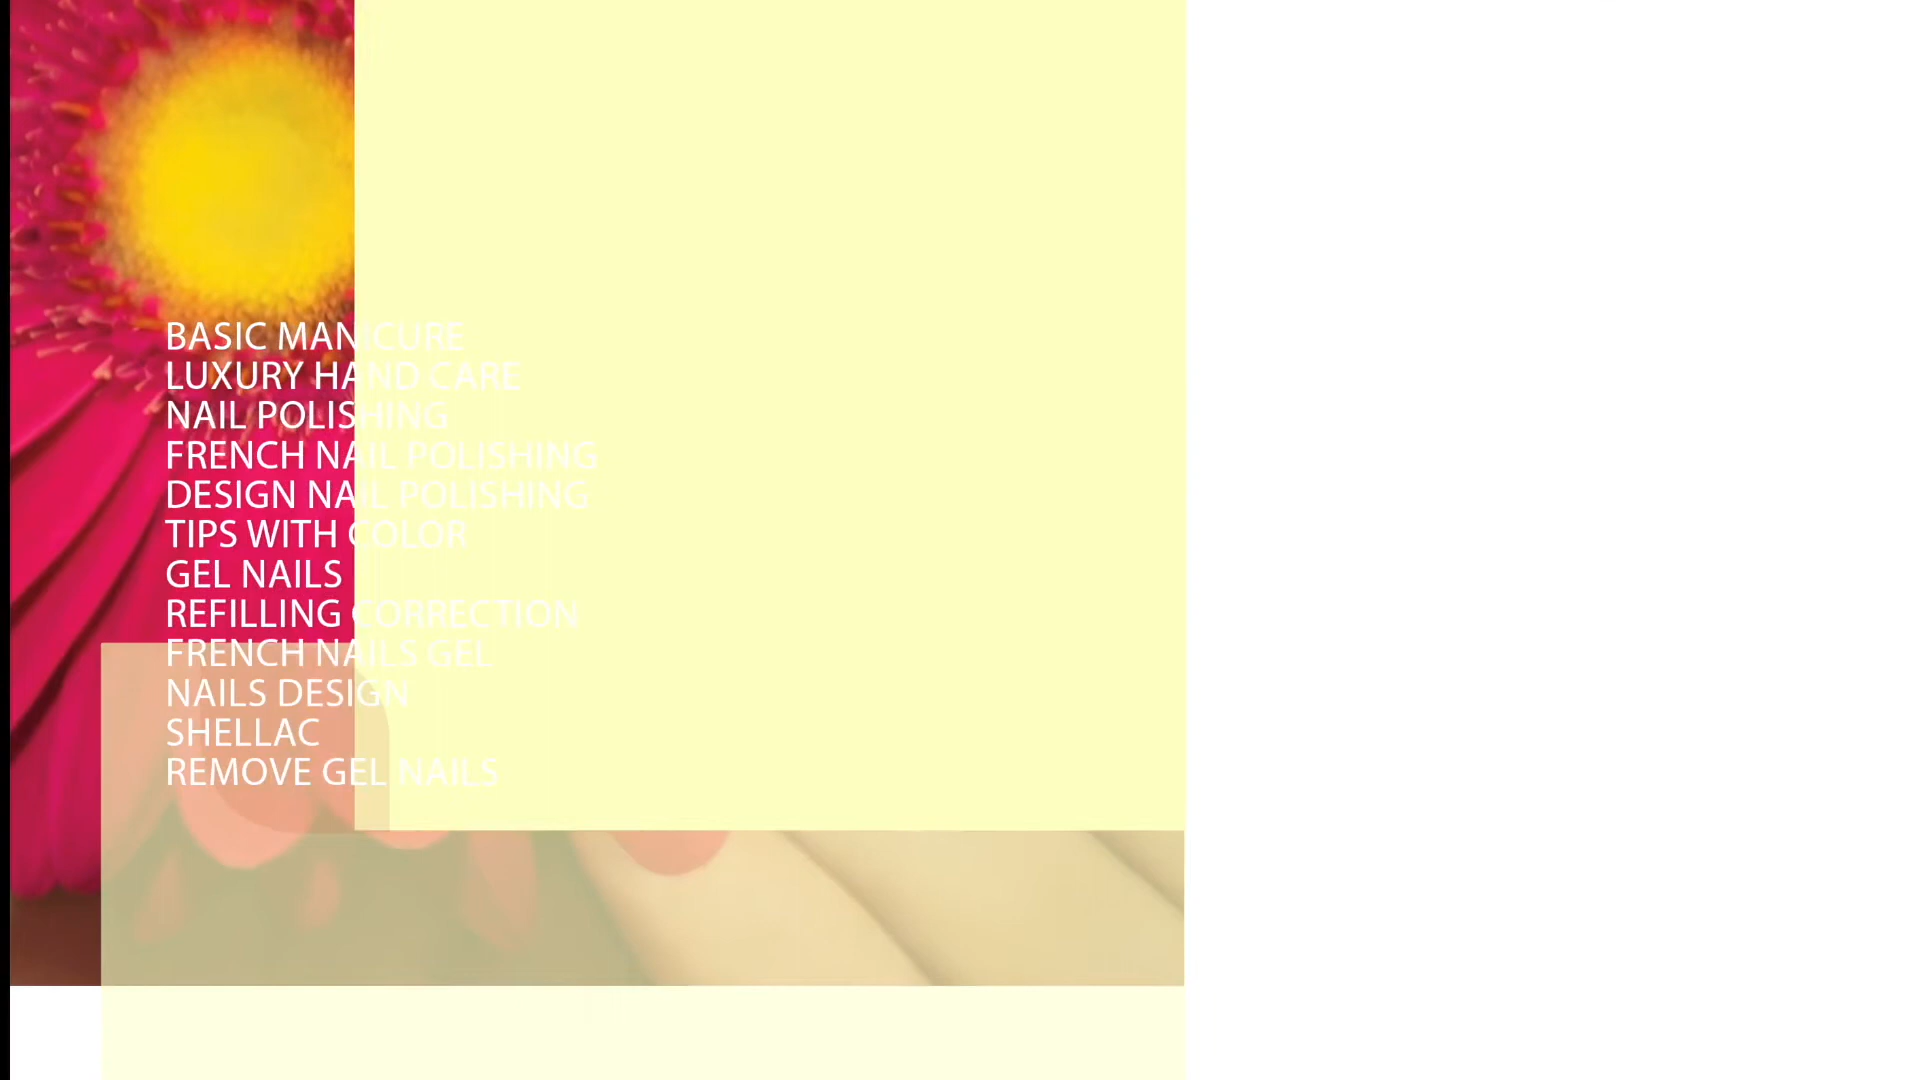 BASIC MANICURE
LUXURY HAND CARE
NAIL POLISHING
FRENCH NAIL POLISHING
DESIGN NAIL POLISHING
TIPS WITH COLOR
GEL NAILS
REFILLING CORRECTION
FRENCH NAILS GEL
NAILS DESIGN
SHELLAC
REMOVE GEL NAILS